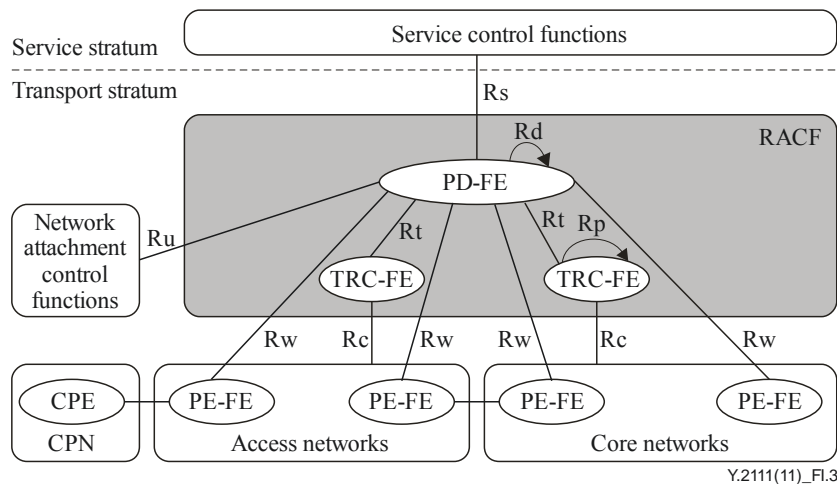 Service control functions
Service stratum
Transport stratum
Rs
Rd
RACF
PD-FE
Network
attachment
control
functions
Ru
Rt
Rt
Rp
TRC-FE
TRC-FE
Rw
Rc
Rw
Rw
Rc
Rw
CPE
PE-FE
PE-FE
PE-FE
PE-FE
CPN
Access networks
Core networks
Y.2111(11)_FI.3